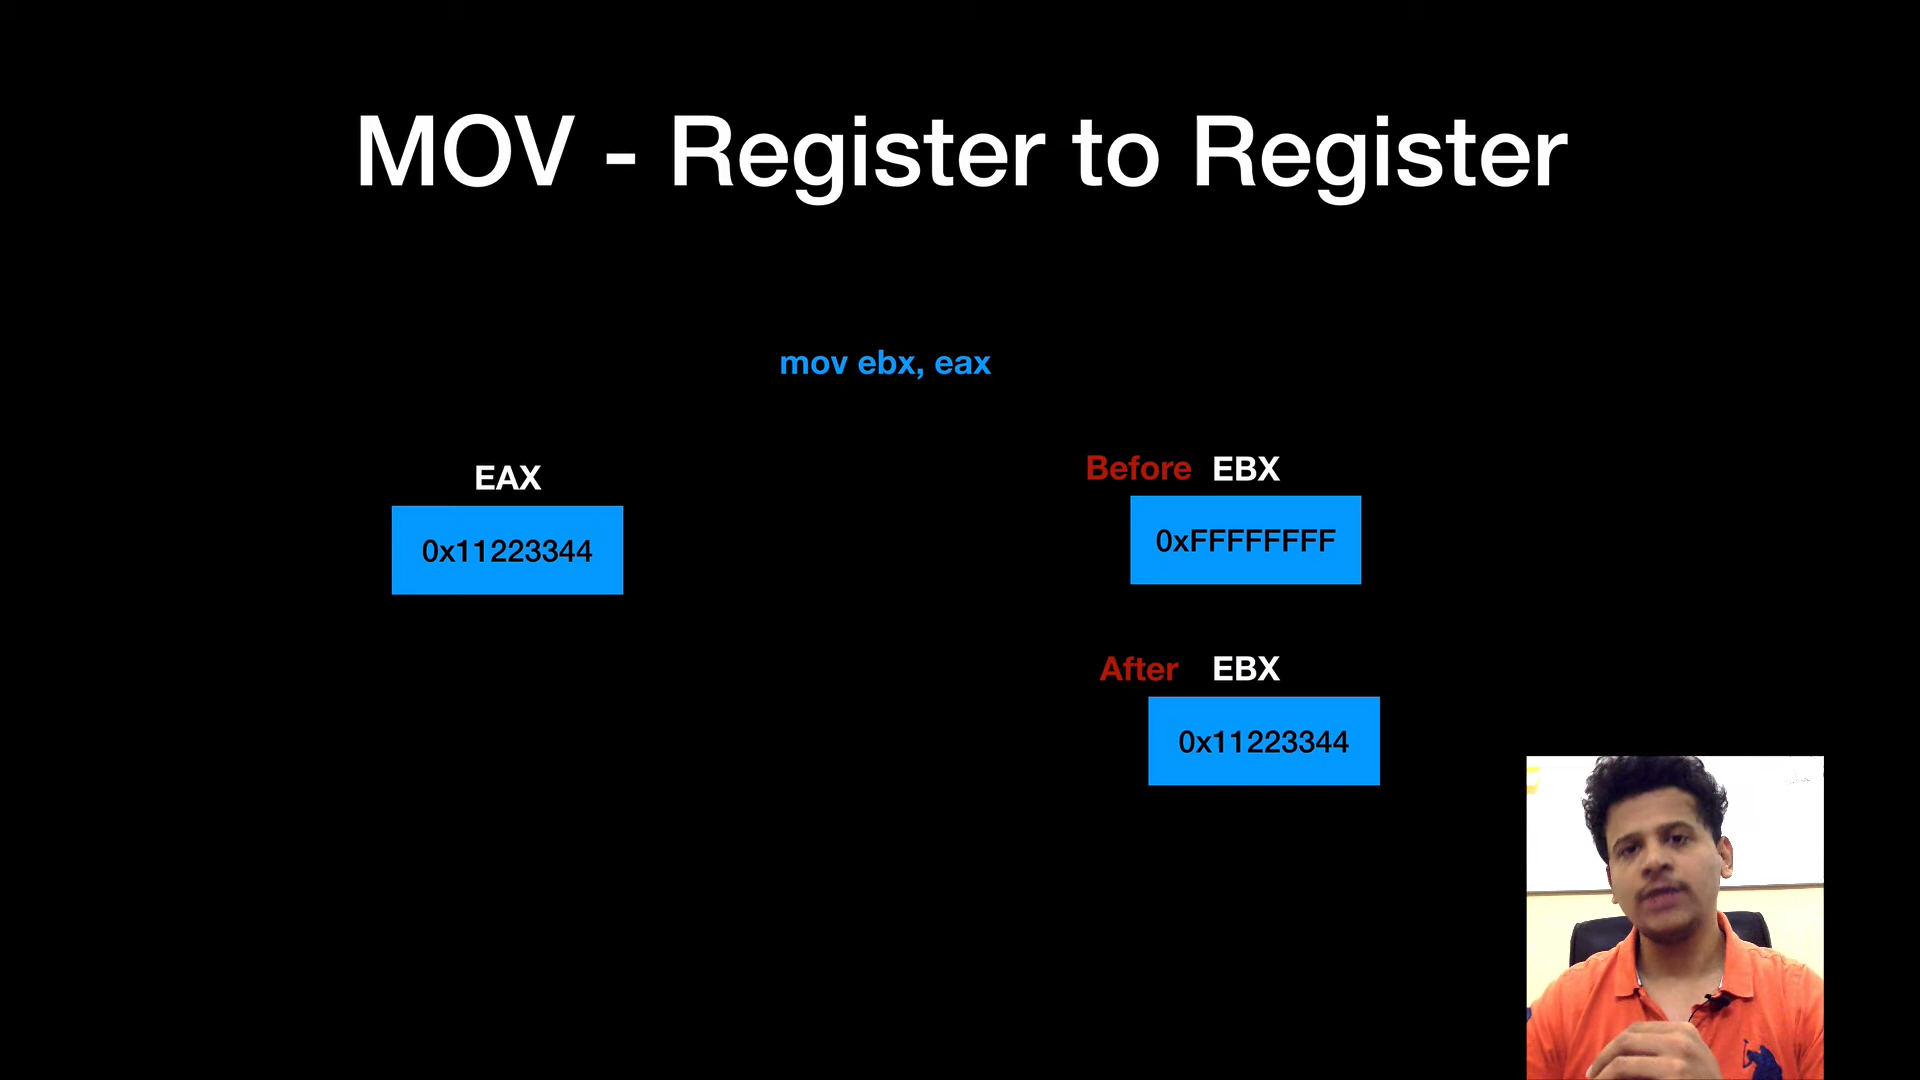 MOV - Register to Register
mov ebx, eax
EAX
0x11223344
Before EBX
0xFFFFFFFF
After EBX
0x11223344